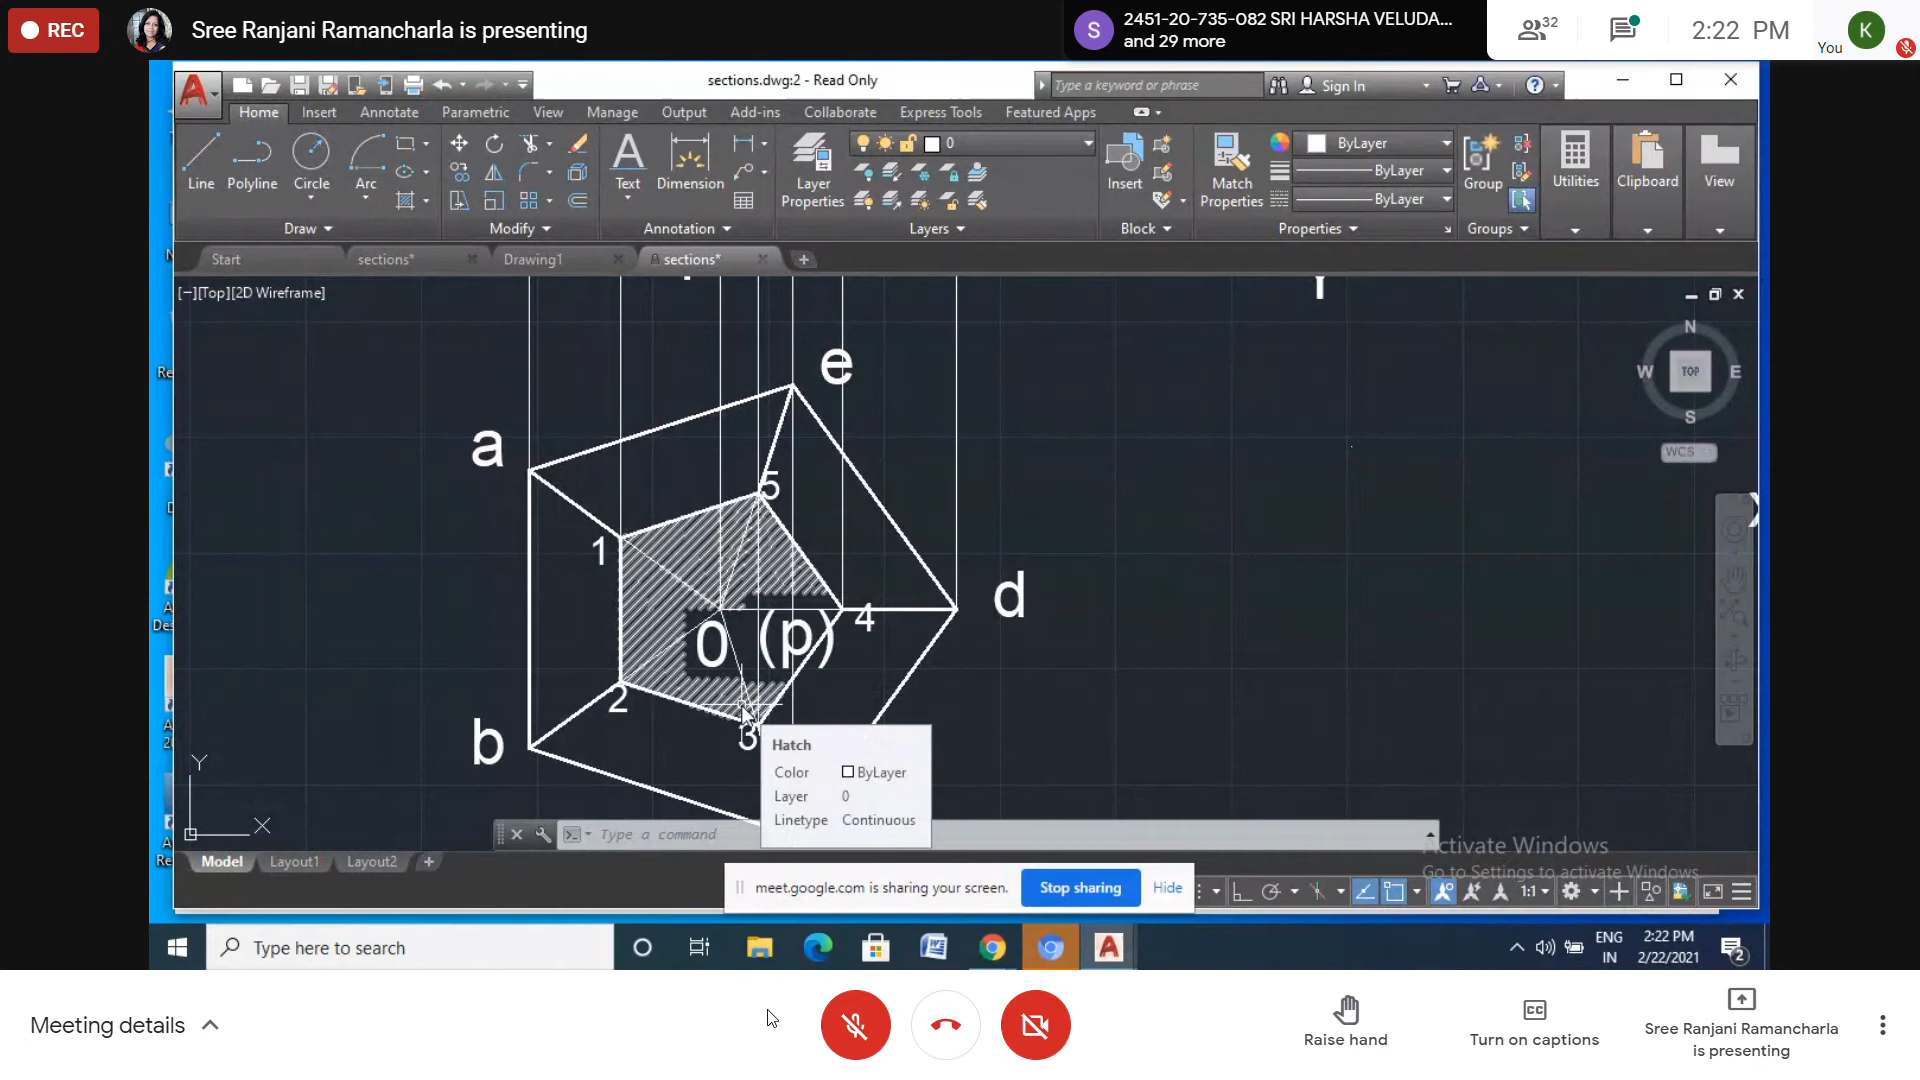 REC
Sree Ranjani Ramancharla is presenting
S
2451-20-735-082 SRI HARSHA VELUDA...
and 29 more
32
2:22 PM
You
K
sections.dwg:2 - Read Only
Type a keyword or phrase
Sign In
Home Insert Annotate Parametric View Manage Output Add-ins Collaborate Express Tools Featured Apps
0
ByLayer
ByLayer
ByLayer
Line Polyline Circle Arc
Text Dimension
Layer Properties
Insert
Match Properties
Group
Utilities
Clipboard
View
Draw Modify Annotation Layers Block Properties Groups
Start sections* Drawing1 sections*
[−][Top][2D Wireframe]
N
W TOP E
S
WCS
e
a
5
1
d
4
0 (p)
2
3
b
Hatch
Color ByLayer
Layer 0
Linetype Continuous
Y
X
Type a command
Activate Windows
Go to Settings to activate Windows.
Model Layout1 Layout2
1:1
meet.google.com is sharing your screen. Stop sharing Hide
Type here to search
ENG
IN
2:22 PM
2/22/2021
2
Meeting details
Raise hand
Turn on captions
Sree Ranjani Ramancharla
is presenting